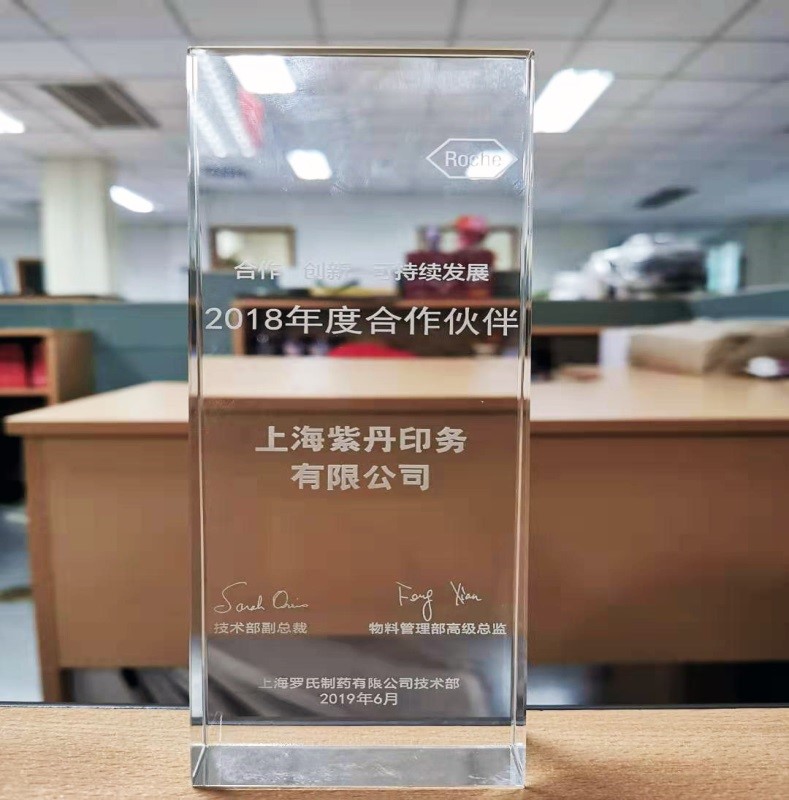 Roche
合作 创新 可持续发展
2018年度合作伙伴
上海紫丹印务
有限公司
技术部副总裁 物料管理部高级总监
上海罗氏制药有限公司技术部
2019年6月